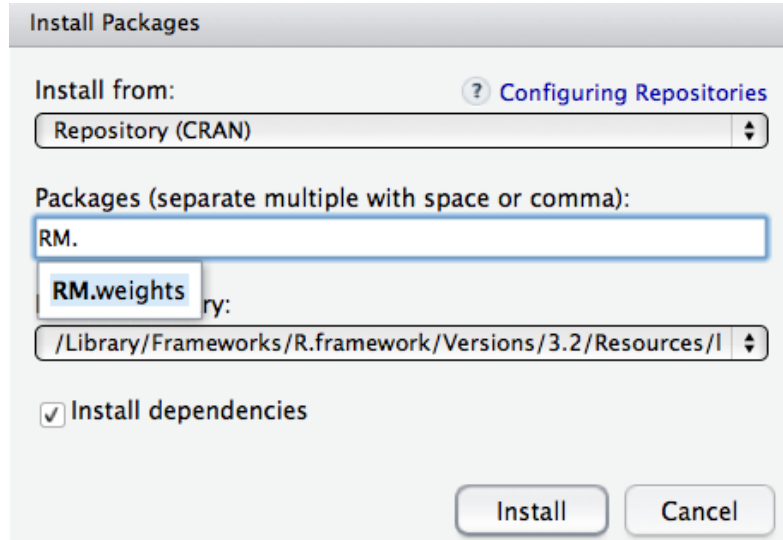 Install Packages
Install from:
? Configuring Repositories
Repository (CRAN)
Packages (separate multiple with space or comma):
RM.
RM.weights
ry:
/Library/Frameworks/R.framework/Versions/3.2/Resources/l
Install dependencies
Install
Cancel